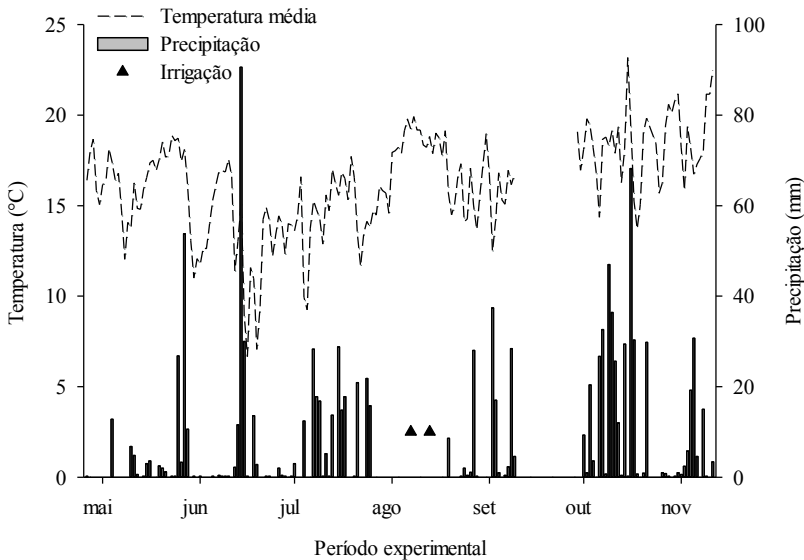 Temperatura média
Precipitação
Irrigação
Temperatura (°C)
25
20
15
10
5
0
Precipitação (mm)
100
80
60
40
20
0
mai jun jul ago set out nov
Período experimental